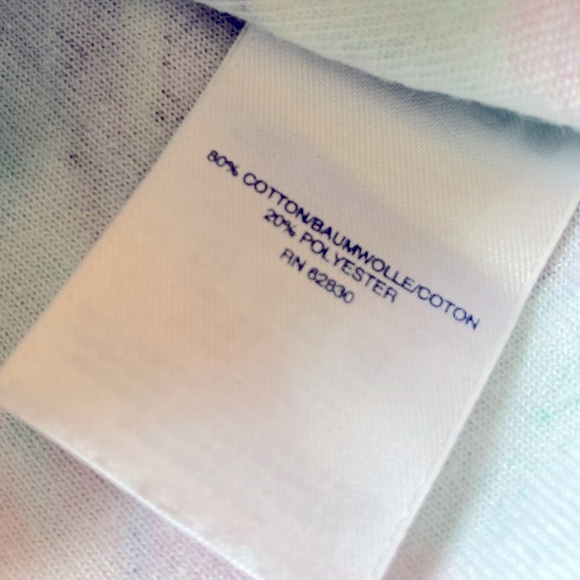 80% COTTON/BAUMWOLLE/COTON
20% POLYESTER
RN 62830